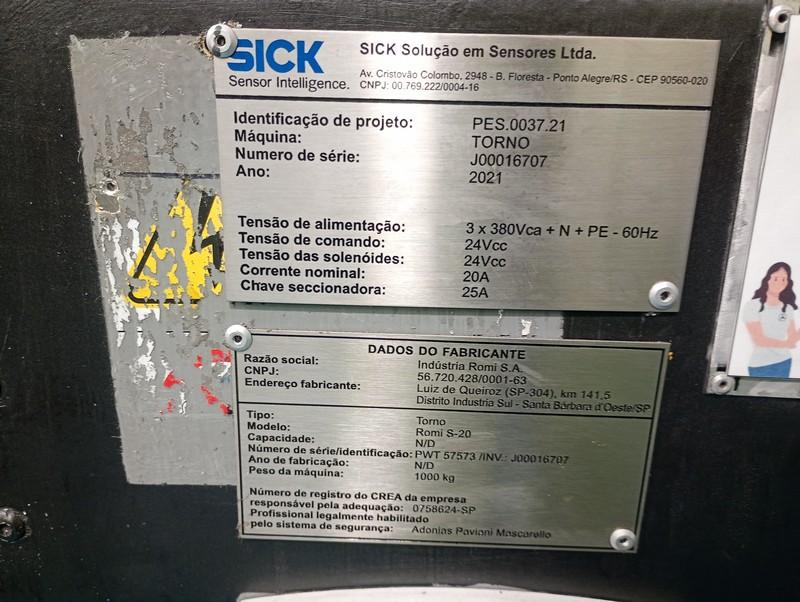 SICK
Sensor Intelligence.
SICK Solução em Sensores Ltda.
Av. Cristovão Colombo, 2948 - B. Floresta - Ponto Alegre/RS - CEP 90560-020
CNPJ: 00.769.222/0004-16
Identificação de projeto: PES.0037.21
Máquina: TORNO
Numero de série: J00016707
Ano: 2021
Tensão de alimentação: 3 x 380Vca + N + PE - 60Hz
Tensão de comando: 24Vcc
Tensão das solenóides: 24Vcc
Corrente nominal: 20A
Chave seccionadora: 25A
DADOS DO FABRICANTE
Razão social: Indústria Romi S.A.
CNPJ: 56.720.428/0001-63
Endereço fabricante: Luiz de Queiroz (SP-304), km 141,5
Distrito Industria Sul - Santa Bárbara d'Oeste/SP
Tipo: Torno
Modelo: Romi S-20
Capacidade: N/D
Número de série/identificação: PWT 57573 /INV.: J00016707
Ano de fabricação: N/D
Peso da máquina: 1000 kg
Número de registro do CREA da empresa
responsável pela adequação: 0758624-SP
Profissional legalmente habilitado
pelo sistema de segurança: Adonias Paviani Mascarello